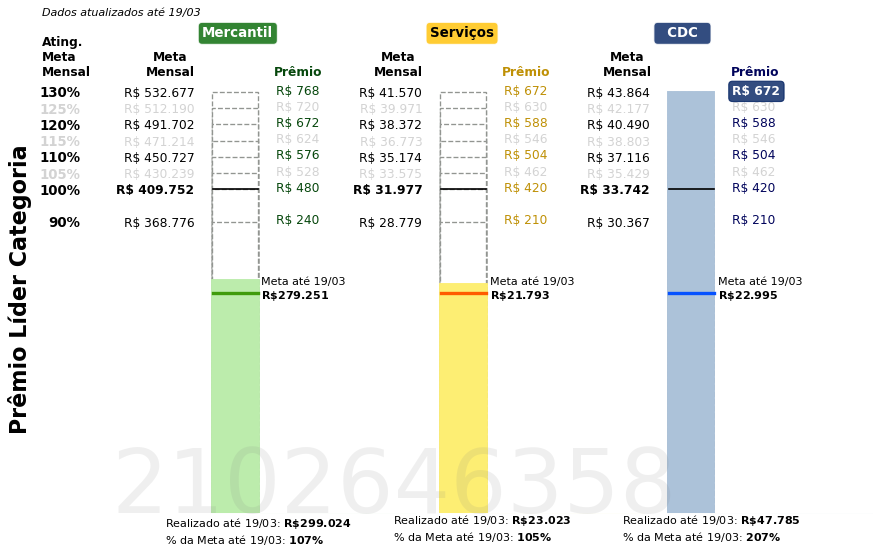 Dados atualizados até 19/03
Mercantil Serviços CDC
Ating. Meta Mensal Meta Mensal Prêmio Meta Mensal Prêmio Meta Mensal Prêmio
130% R$ 532.677 R$ 768 R$ 41.570 R$ 672 R$ 43.864 R$ 672
125% R$ 512.190 R$ 720 R$ 39.971 R$ 630 R$ 42.177 R$ 630
120% R$ 491.702 R$ 672 R$ 38.372 R$ 588 R$ 40.490 R$ 588
115% R$ 471.214 R$ 624 R$ 36.773 R$ 546 R$ 38.803 R$ 546
110% R$ 450.727 R$ 576 R$ 35.174 R$ 504 R$ 37.116 R$ 504
105% R$ 430.239 R$ 528 R$ 33.575 R$ 462 R$ 35.429 R$ 462
100% R$ 409.752 R$ 480 R$ 31.977 R$ 420 R$ 33.742 R$ 420
90% R$ 368.776 R$ 240 R$ 28.779 R$ 210 R$ 30.367 R$ 210
Meta até 19/03 Meta até 19/03 Meta até 19/03
R$279.251 R$21.793 R$22.995
Prêmio Líder Categoria
2102646358
Realizado até 19/03: R$299.024 Realizado até 19/03: R$23.023 Realizado até 19/03: R$47.785
% da Meta até 19/03: 107% % da Meta até 19/03: 105% % da Meta até 19/03: 207%